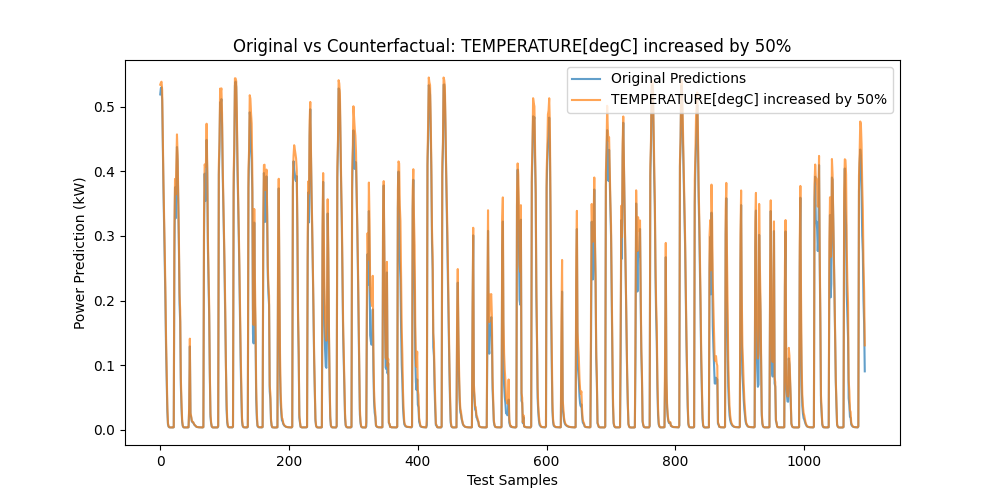 Original vs Counterfactual: TEMPERATURE[degC] increased by 50%
Original Predictions
TEMPERATURE[degC] increased by 50%
Power Prediction (kW)
0.5
0.4
0.3
0.2
0.1
0.0
0 200 400 600 800 1000
Test Samples